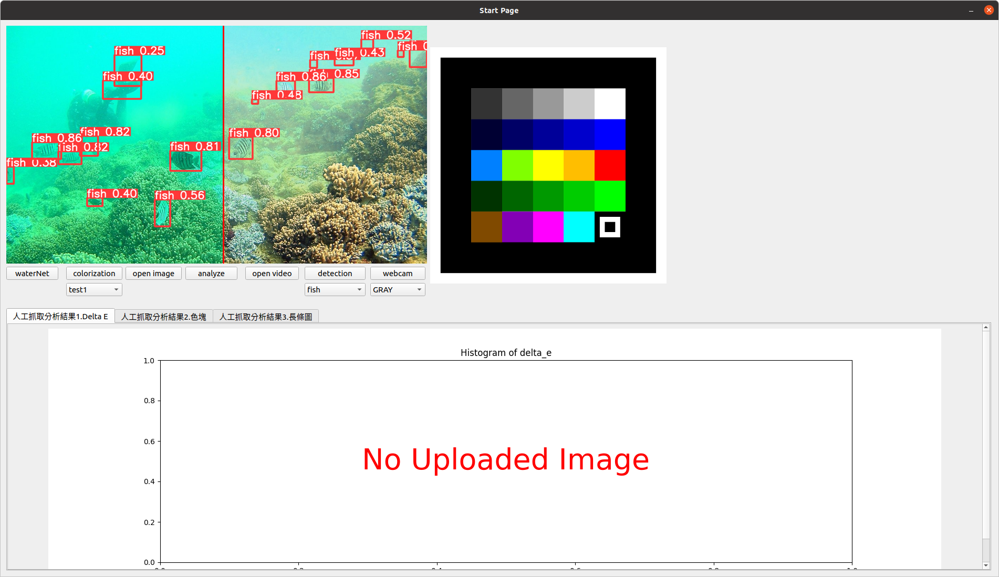 Start Page
fish 0.25
fish 0.40
fish 0.86
fish 0.82
fish 0.82
fish 0.38
fish 0.81
fish 0.40
fish 0.56
fish 0.52
fish
fish
fish 0.43
fish 0.86
0.85
fish 0.48
fish 0.80
waterNet colorization open image analyze open video detection webcam
test1 fish GRAY
人工抓取分析結果1.Delta E 人工抓取分析結果2.色塊 人工抓取分析結果3.長條圖
Histogram of delta_e
1.0
0.8
0.6
No Uploaded Image
0.4
0.2
0.0